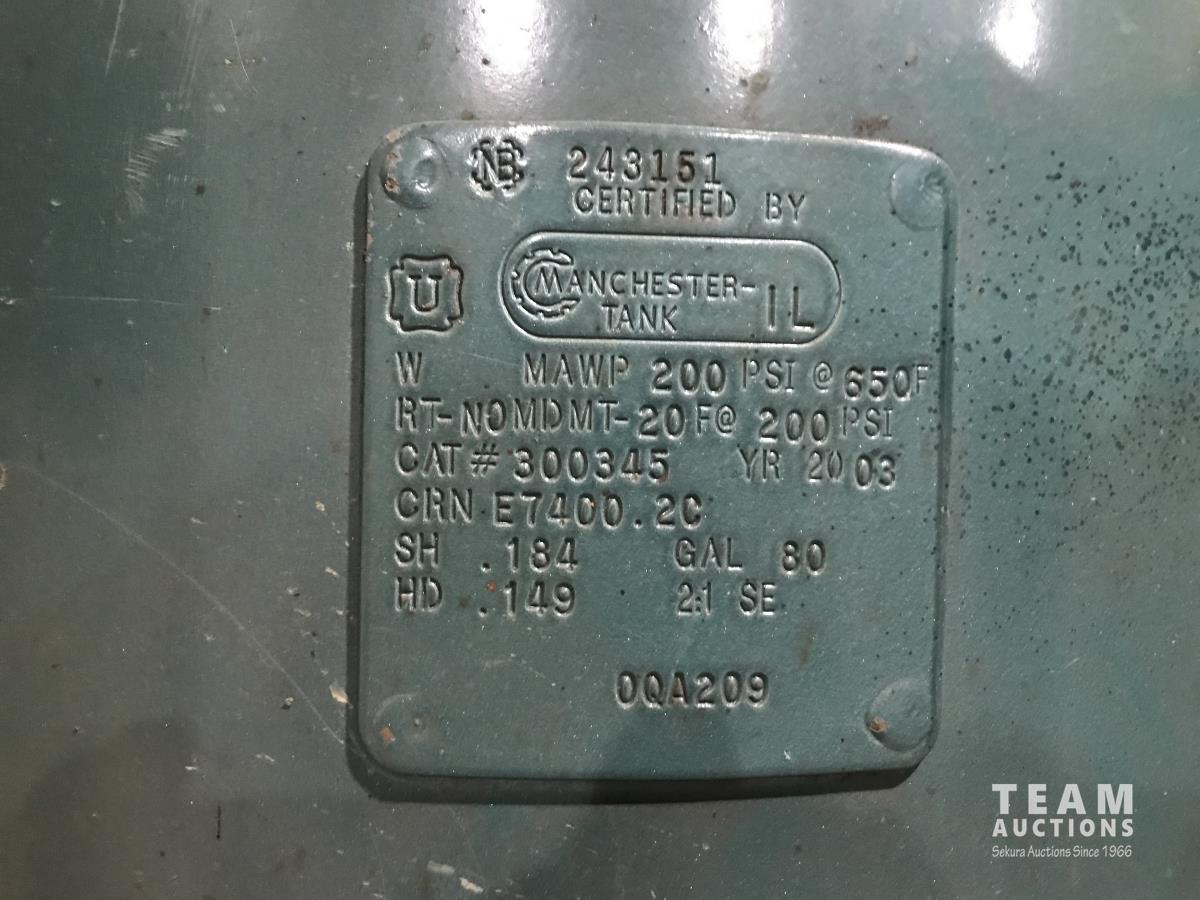 NB 243151
CERTIFIED BY
U
MANCHESTER-
TANK IL
W MAWP 200 PSI @ 650F
RT-NO MDMT-20F@ 200 PSI
CAT# 300345 YR 2003
CRN E7400.2C
SH .184 GAL 80
HD .149 2:1 SE
0QA209
TEAM
AUCTIONS
Sekura Auctions Since 1966